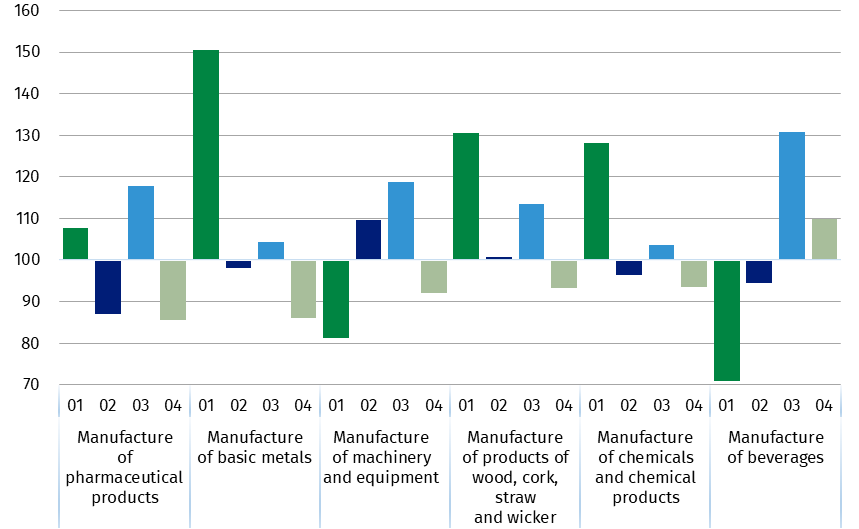 160
150
140
130
120
110
100
90
80
70
01 02 03 04 01 02 03 04 01 02 03 04 01 02 03 04 01 02 03 04 01 02 03 04
Manufacture
of
pharmaceutical
products
Manufacture
of basic metals
Manufacture
of machinery
and equipment
Manufacture
of products of
wood, cork,
straw
and wicker
Manufacture
of chemicals
and chemical
products
Manufacture
of beverages